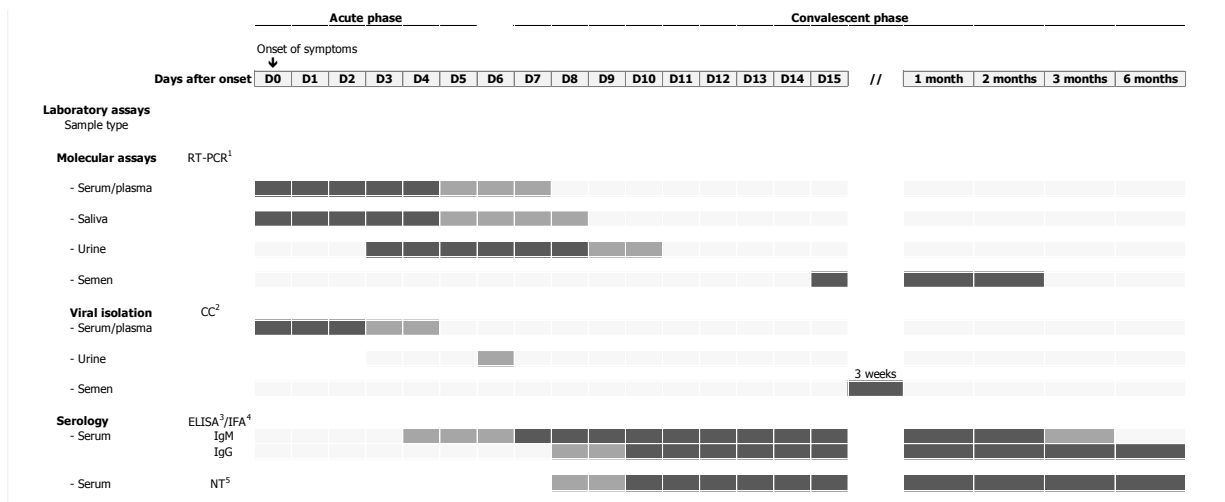 Acute phase Convalescent phase
Onset of symptoms
Days after onset D0 D1 D2 D3 D4 D5 D6 D7 D8 D9 D10 D11 D12 D13 D14 D15 // 1 month 2 months 3 months 6 months
Laboratory assays
Sample type
Molecular assays RT-PCR¹
- Serum/plasma
- Saliva
- Urine
- Semen
Viral isolation CC²
- Serum/plasma
- Urine
3 weeks
- Semen
Serology ELISA³/IFA⁴
- Serum IgM
IgG
- Serum NT⁵